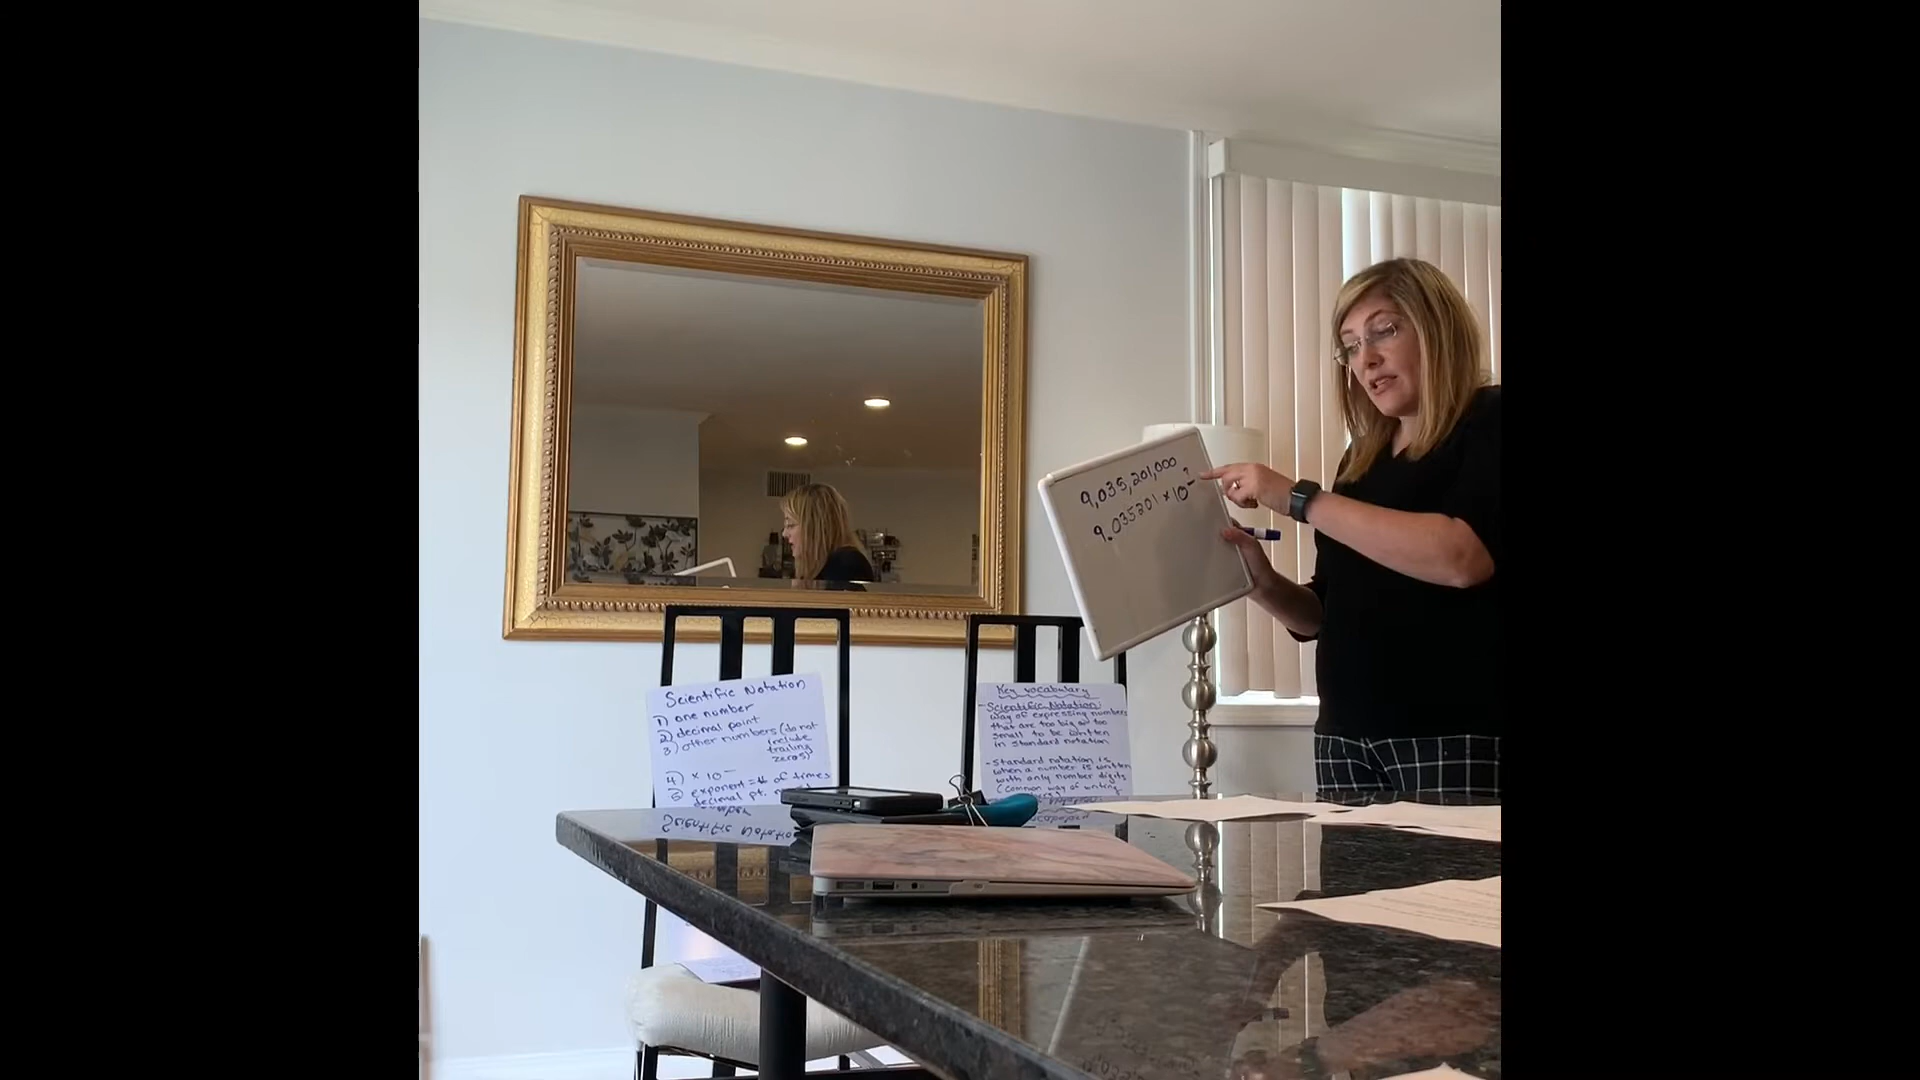 9,035,201,000
9.035201 × 10
?
Scientific Notation
1) one number
2) decimal point
3) other numbers (do not
include
trailing
zeros)
4) × 10
5) exponent = # of times
decimal pt.
Key vocabulary
- Scientific Notation:
way of expressing numbers
that are too big or too
small to be written
in standard notation
- Standard notation is
when a number is written
with only number digits
(common way of writing